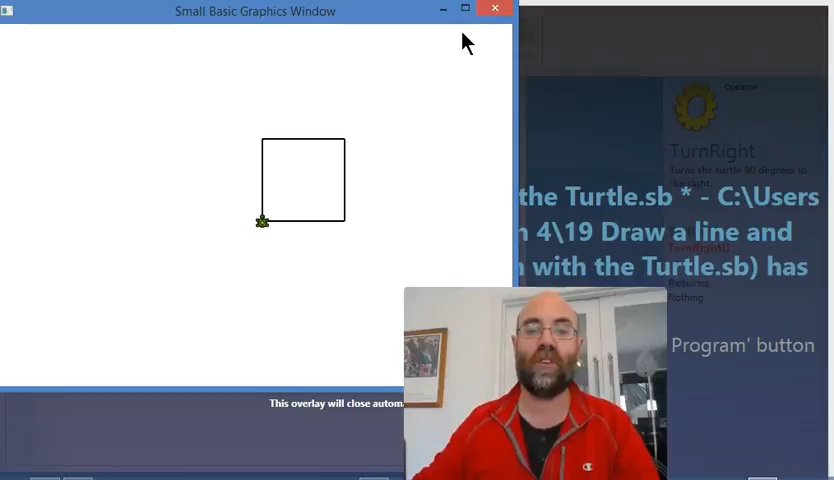 Small Basic Graphics Window
Operation
TurnRight
Turns the turtle 90 degrees to
the right.
the Turtle.sb * - C:\Users
4\19 Draw a line and
TurnRight()
with the Turtle.sb) has
Returns
Nothing
Program' button
This overlay will close